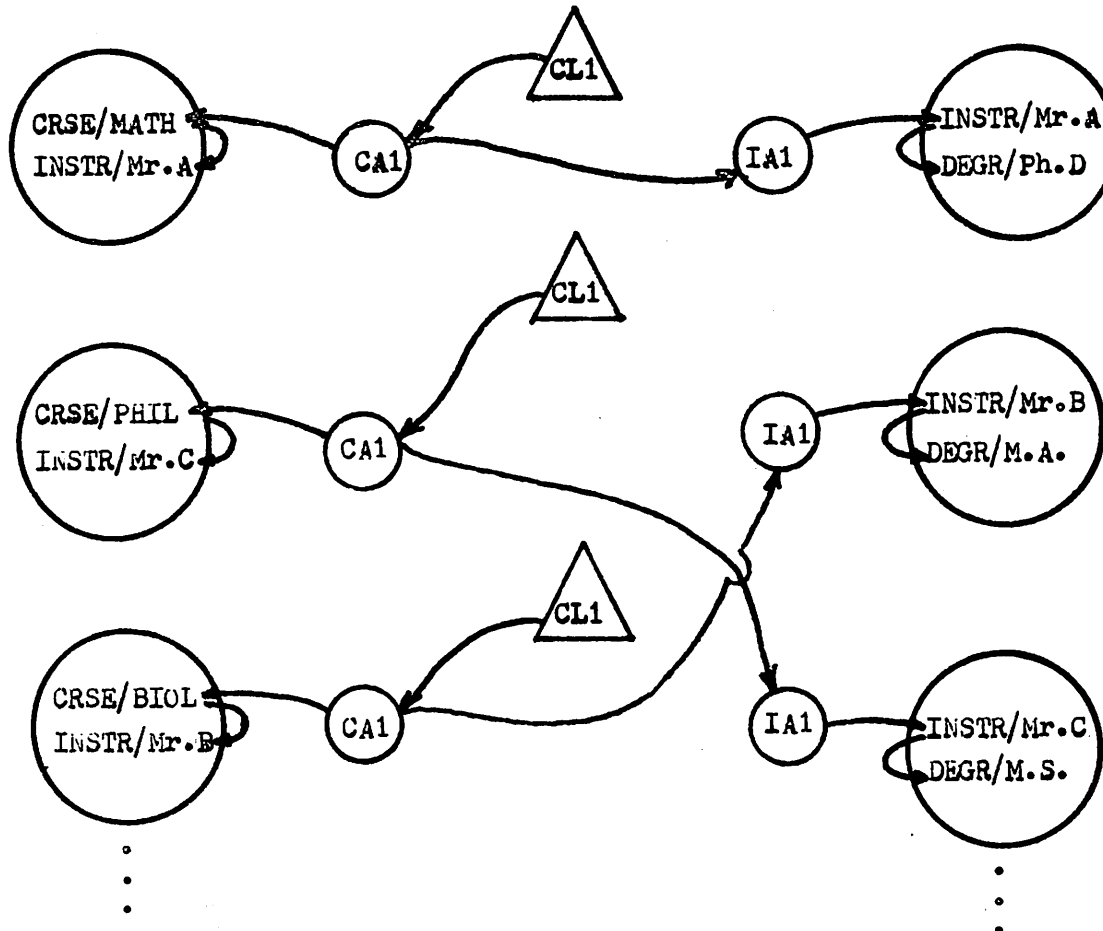 CL1
CRSE/MATH
INSTR/Mr.A
CA1
IA1
INSTR/Mr.A
DEGR/Ph.D
CL1
CRSE/PHIL
INSTR/Mr.C
CA1
IA1
INSTR/Mr.B
DEGR/M.A.
CL1
CRSE/BIOL
INSTR/Mr.B
CA1
IA1
INSTR/Mr.C
DEGR/M.S.